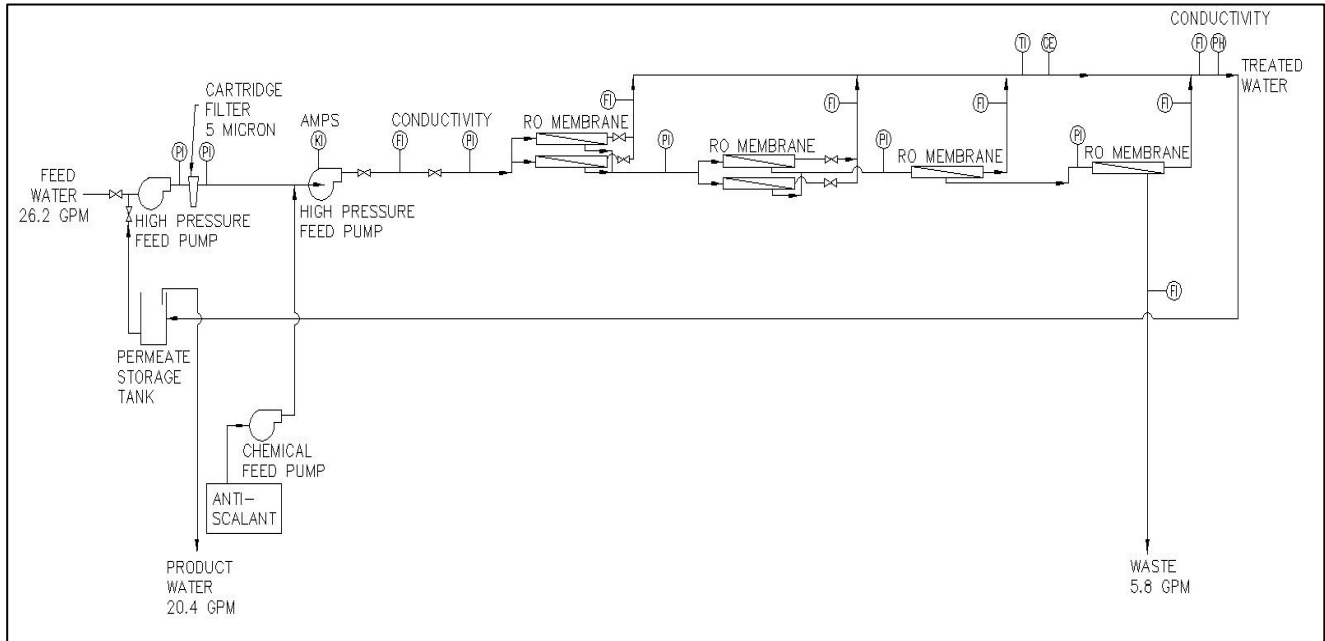 CONDUCTIVITY
TI
CE
FI
PH
TREATED
WATER
CARTRIDGE
FILTER
5 MICRON
AMPS
CONDUCTIVITY
FI
FI
FI
FI
PI
PI
KI
FI
PI
RO MEMBRANE
PI
RO MEMBRANE
PI
RO MEMBRANE
PI
RO MEMBRANE
FEED
WATER
26.2 GPM
HIGH PRESSURE
FEED PUMP
HIGH PRESSURE
FEED PUMP
FI
PERMEATE
STORAGE
TANK
CHEMICAL
FEED PUMP
ANTI-
SCALANT
PRODUCT
WATER
20.4 GPM
WASTE
5.8 GPM